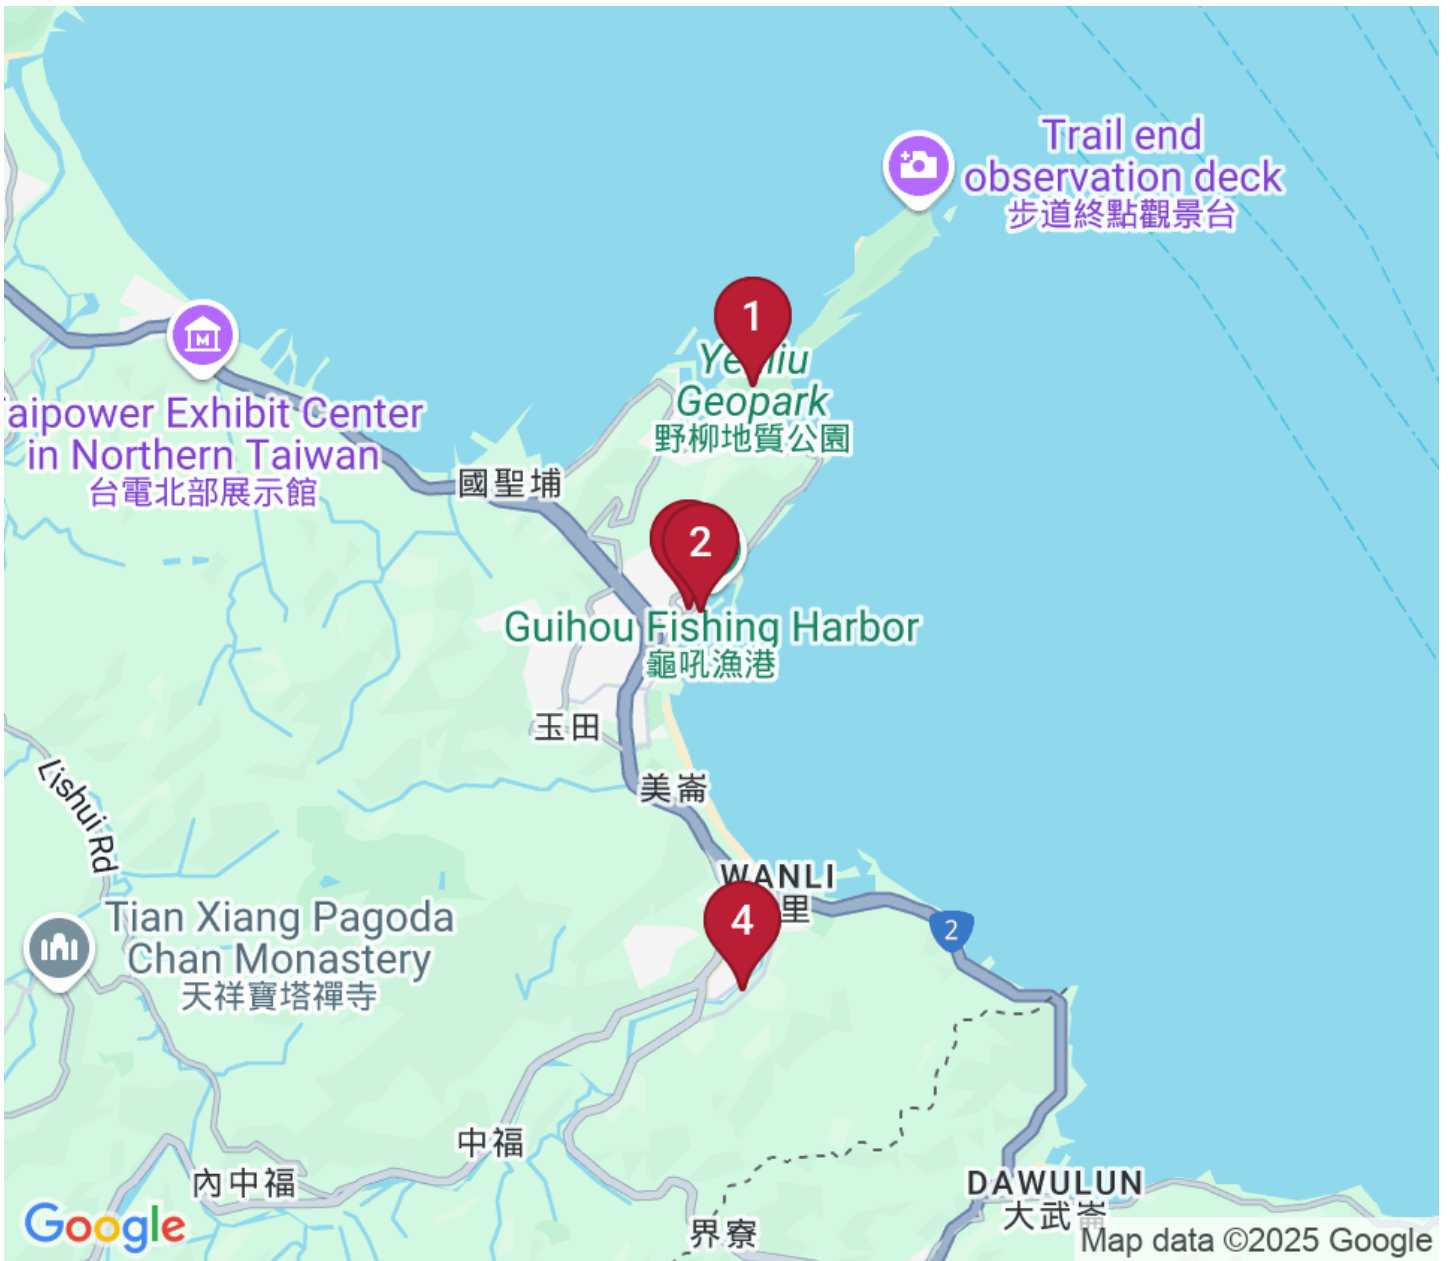 Trail end
observation deck
步道終點觀景台
1
Geopark
野柳地質公園
M
aipower Exhibit Center
in Northern Taiwan
台電北部展示館
國聖埔
2
Guihou Fishing Harbor
龜吼漁港
玉田
美崙
Lishui Rd
WANLI
里
4
2
Tian Xiang Pagoda
Chan Monastery
天祥寶塔禪寺
中福
內中福
DAWULUN
大武崙
界寮
Google
Map data ©2025 Google